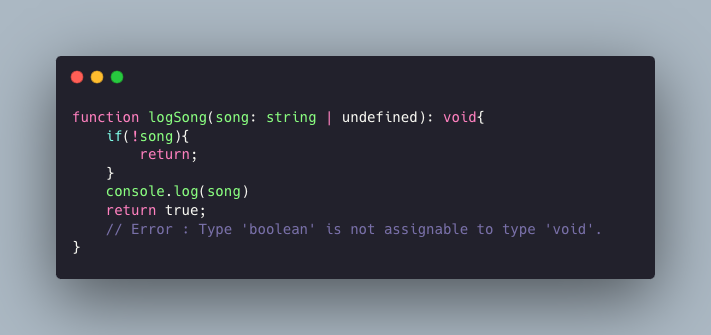 function logSong(song: string | undefined): void{
    if(!song){
        return;
    }
    console.log(song)
    return true;
    // Error : Type 'boolean' is not assignable to type 'void'.
}